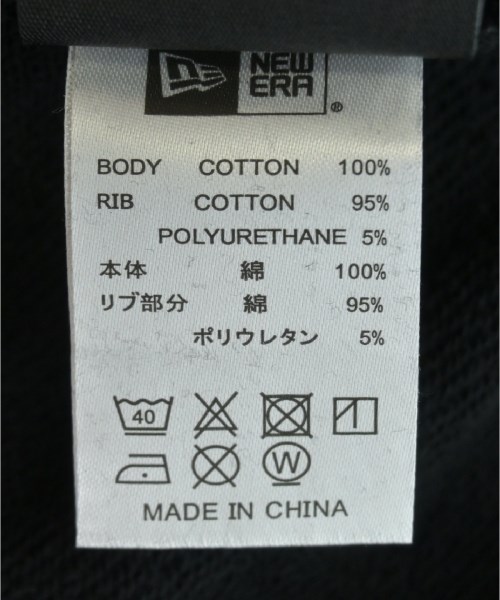 NEW
ERA
®
BODY COTTON 100%
RIB COTTON 95%
POLYURETHANE 5%
本体 綿 100%
リブ部分 綿 95%
ポリウレタン 5%
40
W
MADE IN CHINA